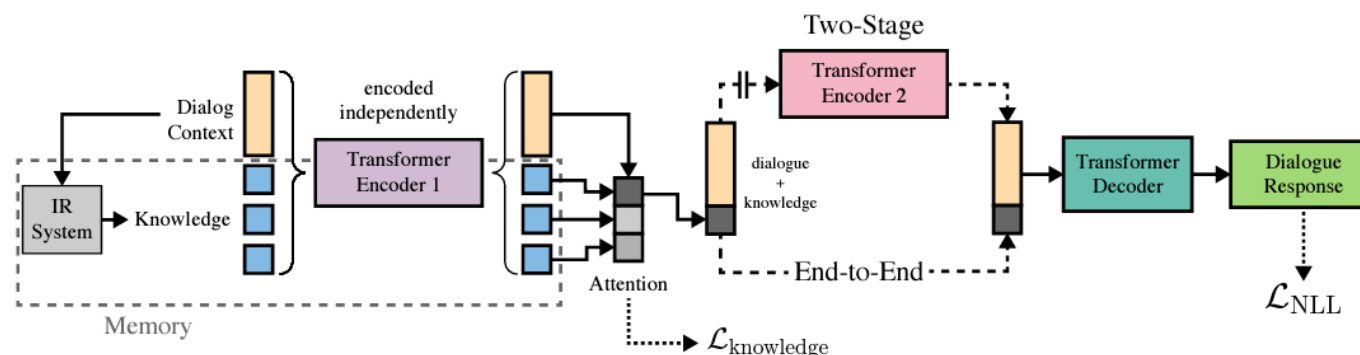 Two-Stage
Dialog
Context
encoded
independently
Transformer
Encoder 1
Transformer
Encoder 2
IR
System
Knowledge
Memory
Attention
ℒknowledge
dialogue
+
knowledge
End-to-End
Transformer
Decoder
Dialogue
Response
ℒNLL